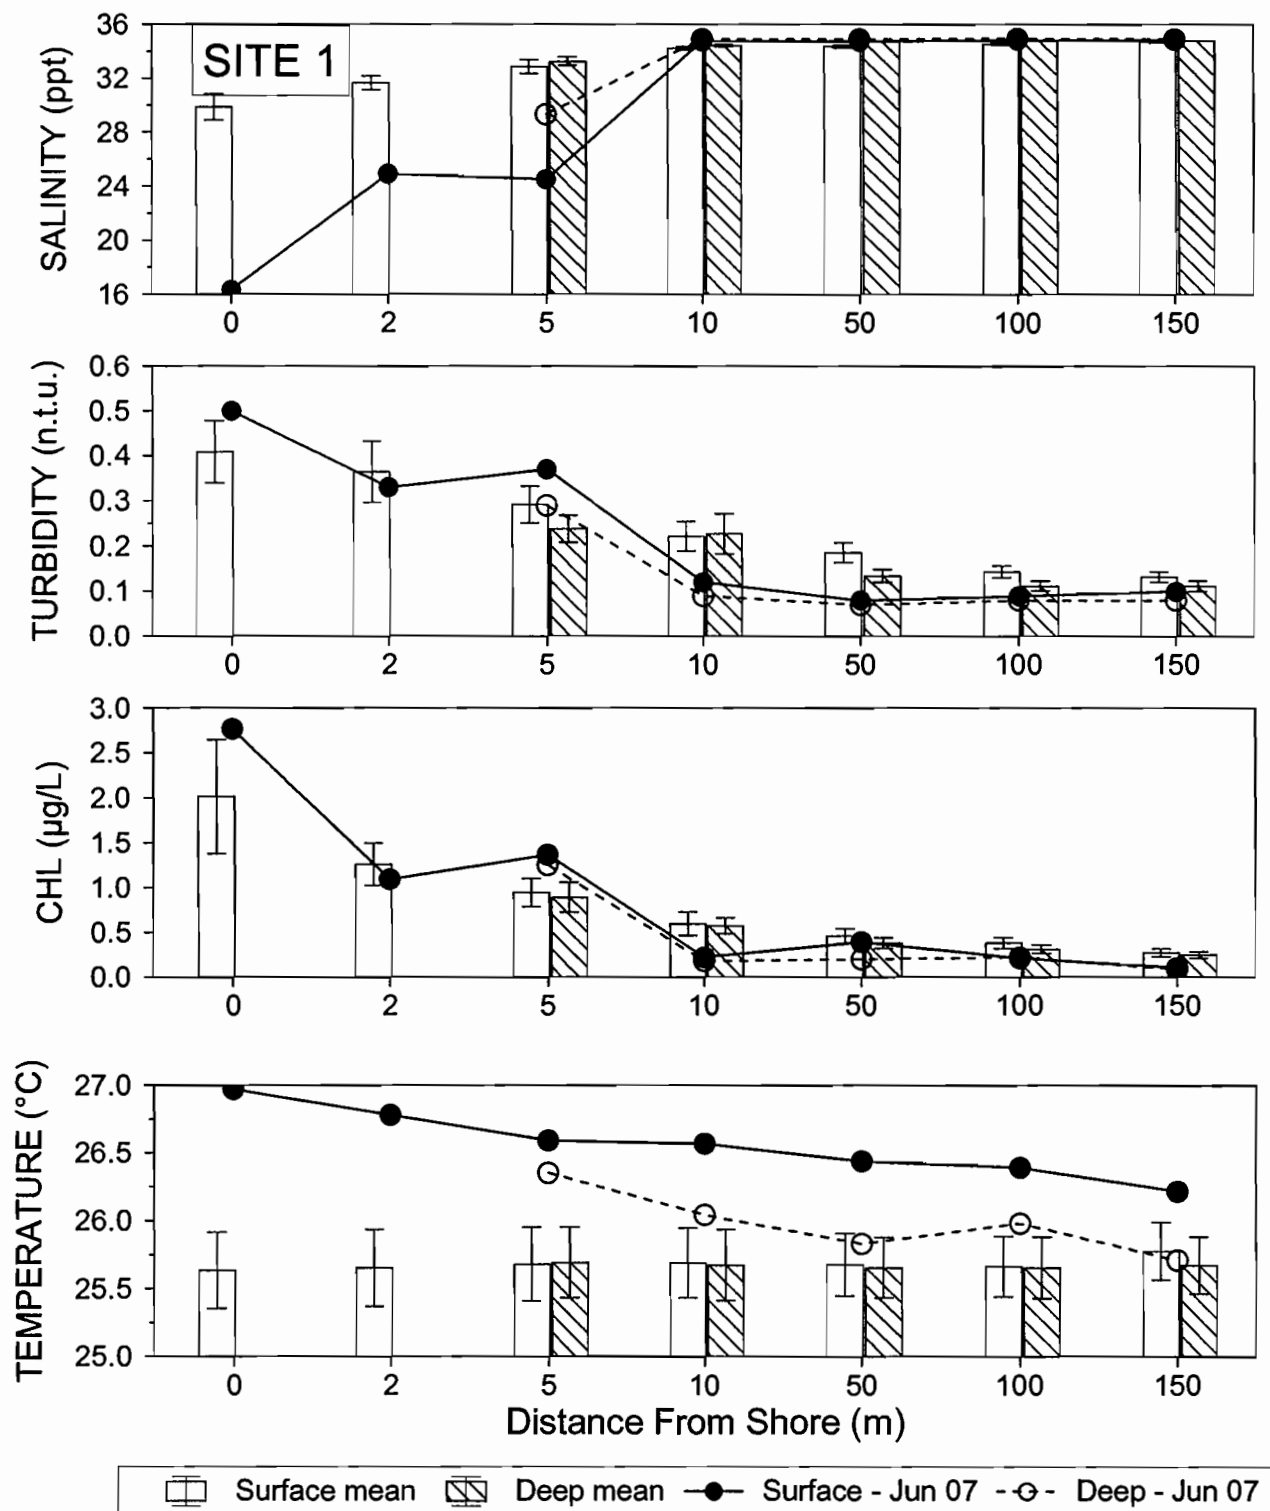 SITE 1
SALINITY (ppt)
36
32
28
24
20
16
0 2 5 10 50 100 150
TURBIDITY (n.t.u.)
0.6
0.5
0.4
0.3
0.2
0.1
0.0
0 2 5 10 50 100 150
CHL (µg/L)
3.0
2.5
2.0
1.5
1.0
0.5
0.0
0 2 5 10 50 100 150
TEMPERATURE (°C)
27.0
26.5
26.0
25.5
25.0
0 2 5 10 50 100 150
Distance From Shore (m)
Surface mean Deep mean Surface - Jun 07 Deep - Jun 07